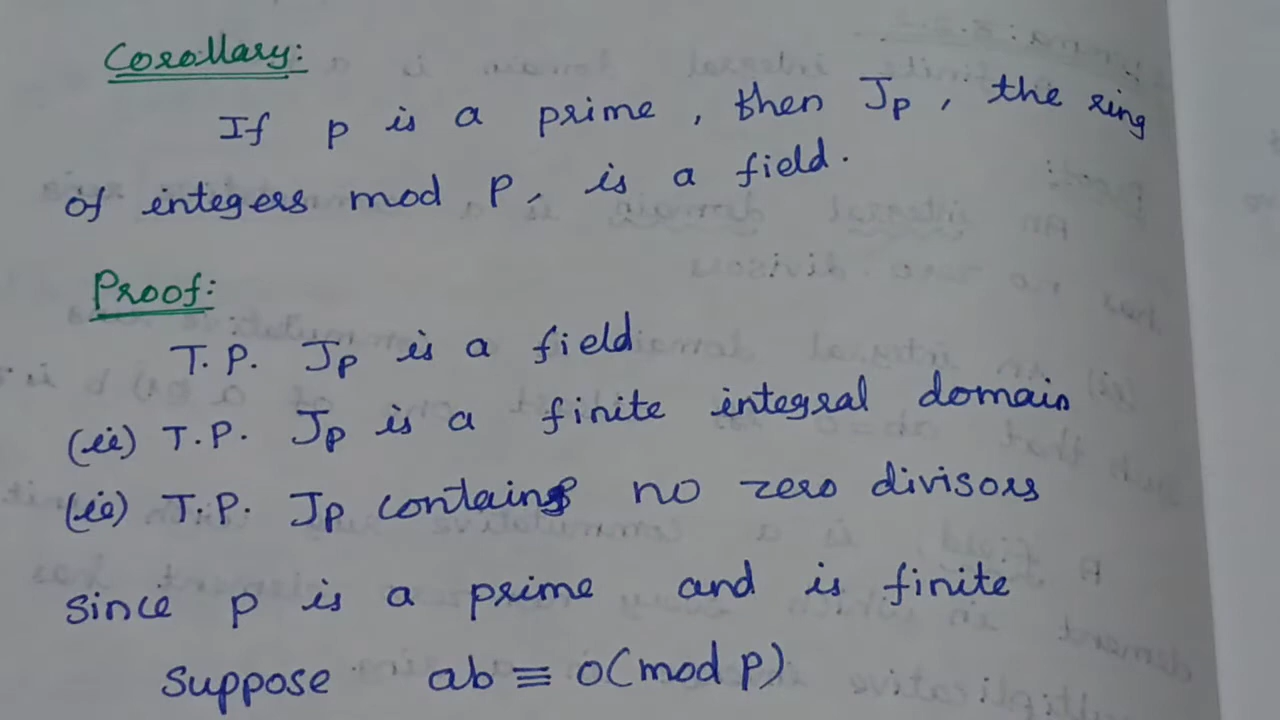 Corollary:
If p is a prime, then Jp, the ring
of integers mod P, is a field.
Proof:
T.P. Jp is a field
(ie) T.P. Jp is a finite integral domain
(ie) T.P. Jp contains no zero divisors
since p is a prime and is finite
Suppose ab ≡ 0(mod p)